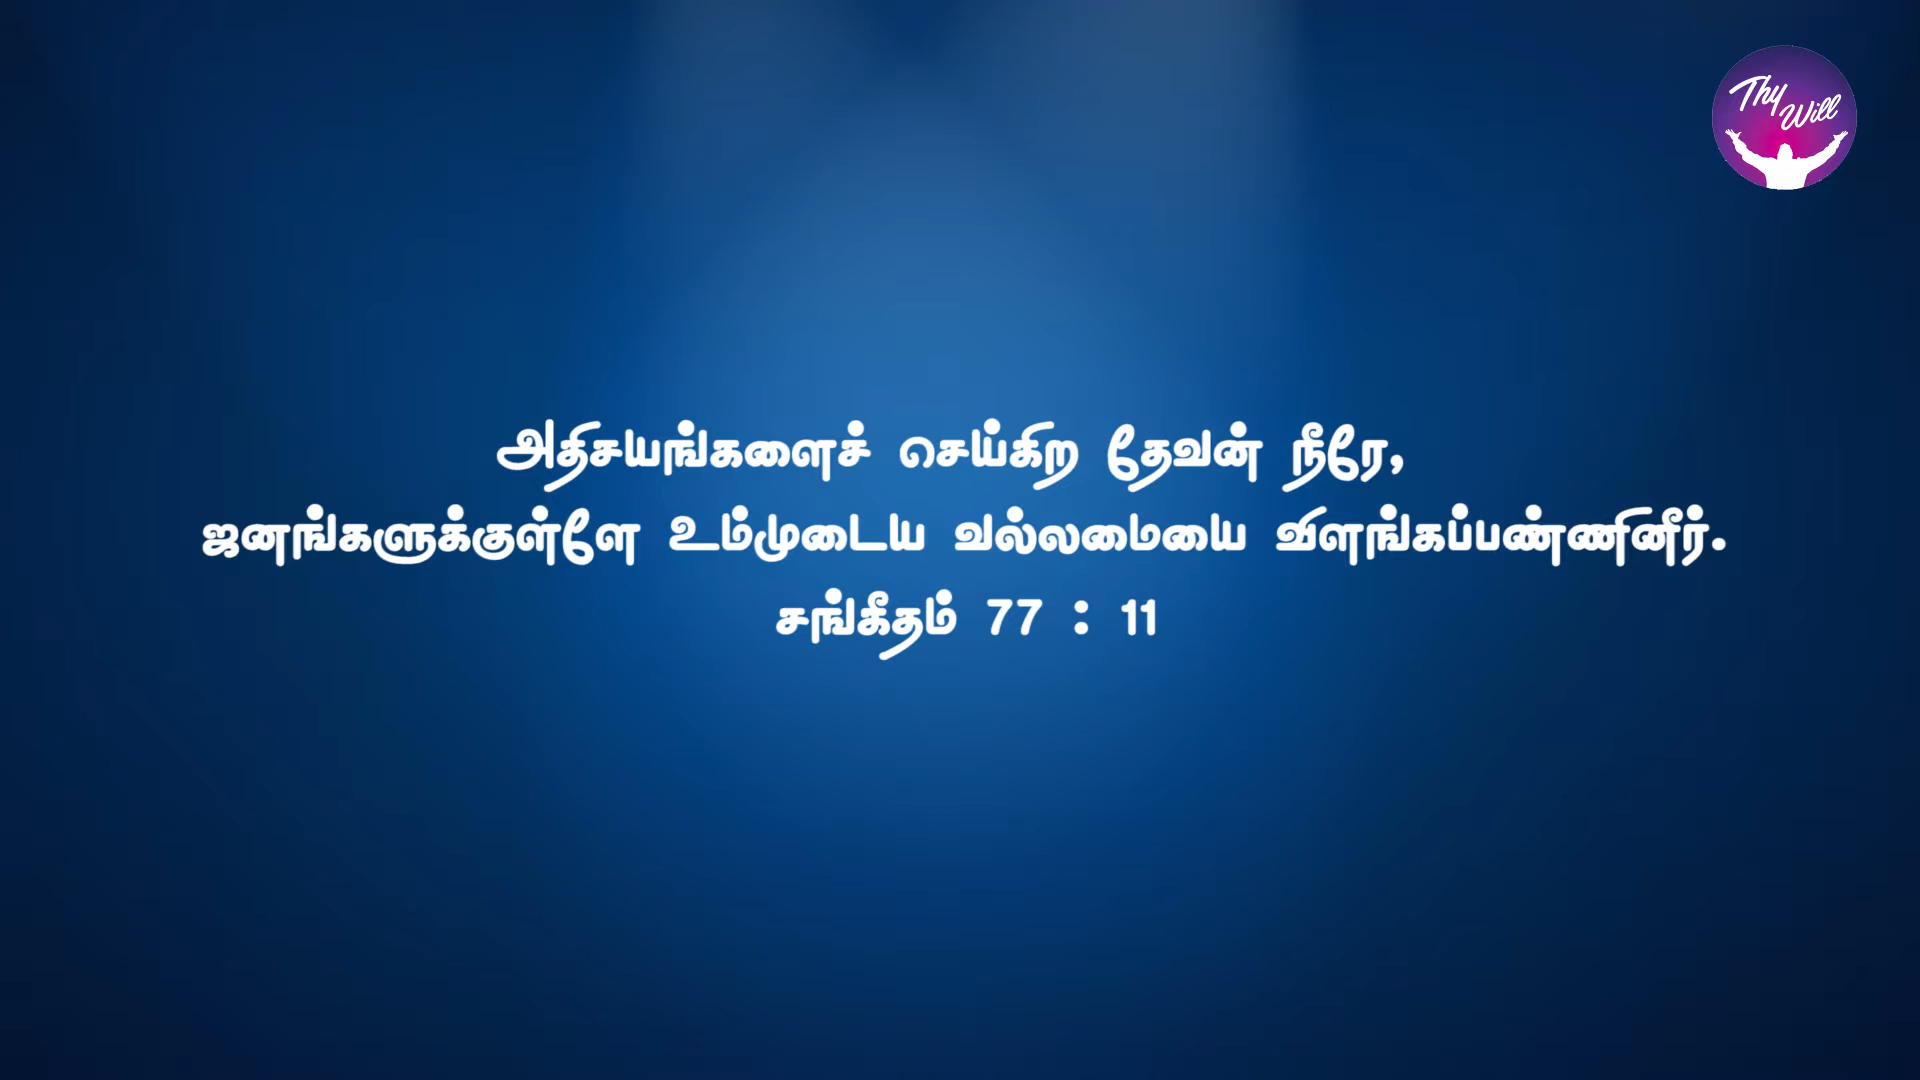 Thy Will
அதிசயங்களைச் செய்கிற தேவன் நீரே,
ஜனங்களுக்குள்ளே உம்முடைய வல்லமையை விளங்கப்பண்ணினீர்.
சங்கீதம் 77 : 11